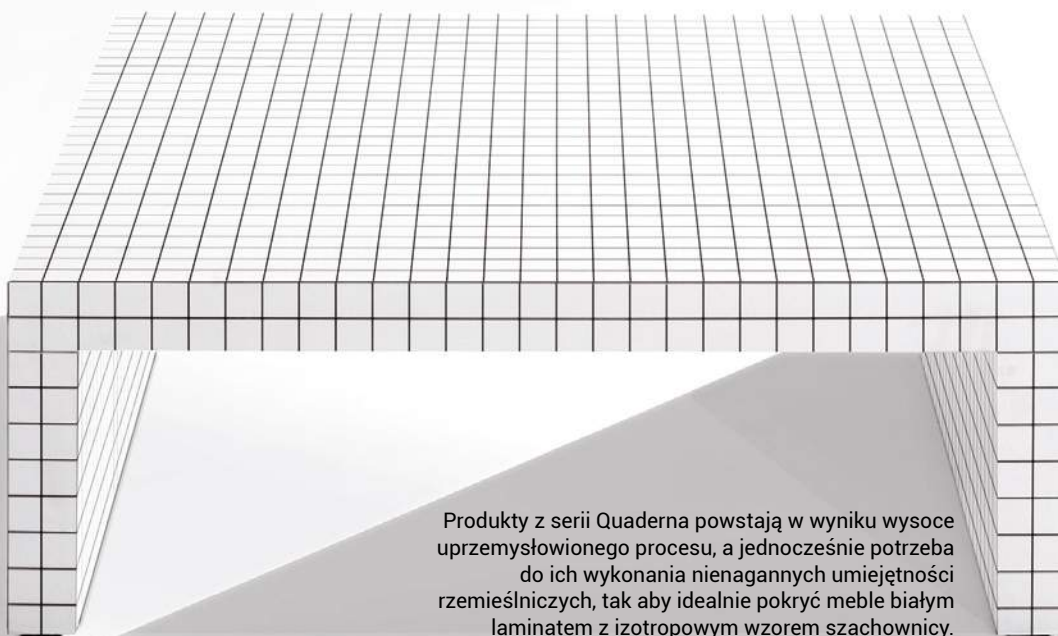 Produkty z serii Quaderna powstają w wyniku wysoce
uprzemysłowionego procesu, a jednocześnie potrzeba
do ich wykonania nienagannych umiejętności
rzemieślniczych, tak aby idealnie pokryć meble białym
laminatem z izotropowym wzorem szachownicy.